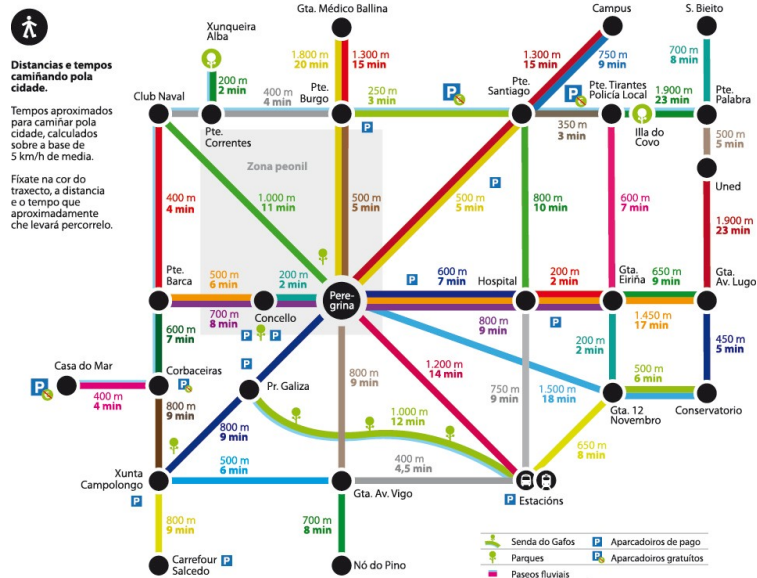 Distancias e tempos
camiñando pola
cidade.
Tempos aproximados
para camiñar pola
cidade, calculados
sobre a base de
5 km/h de media.
Fíxate na cor do
traxecto, a distancia
e o tempo que
aproximadamente
che levará percorrelo.
Gta. Médico Ballina
Campus
S. Bieito
Xunqueira
Alba
1.800 m
20 min
1.300 m
15 min
1.300 m
15 min
750 m
9 min
700 m
8 min
200 m
2 min
400 m
4 min
Pte.
Burgo
250 m
3 min
P
Pte.
Santiago
P
Pte. Tirantes
Policía Local
1.900 m
23 min
Pte.
Palabra
Club Naval
Pte.
Correntes
P
350 m
3 min
Illa do
Covo
500 m
5 min
Zona peonil
Uned
400 m
4 min
1.000 m
11 min
500 m
5 min
500 m
5 min
P
800 m
10 min
600 m
7 min
1.900 m
23 min
Pte.
Barca
500 m
6 min
200 m
2 min
Pere-
grina
P
600 m
7 min
Hospital
200 m
2 min
Gta.
Eiriña
650 m
9 min
Gta.
Av. Lugo
700 m
8 min
Concello
P
P
800 m
9 min
P
1.450 m
17 min
600 m
7 min
200 m
2 min
450 m
5 min
Casa do Mar
P
400 m
4 min
Corbaceiras
P
P
Pr. Galiza
800 m
9 min
1.200 m
14 min
750 m
9 min
1.500 m
18 min
500 m
6 min
Gta. 12
Novembro
Conservatorio
800 m
9 min
800 m
9 min
1.000 m
12 min
650 m
8 min
Xunta
Campolongo
P
500 m
6 min
400 m
4,5 min
Gta. Av. Vigo
P
Estacións
800 m
9 min
700 m
8 min
Carrefour
Salcedo
P
Nó do Pino
Senda do Gafos
P
Aparcadoiros de pago
Parques
P
Aparcadoiros gratuítos
Paseos fluviais